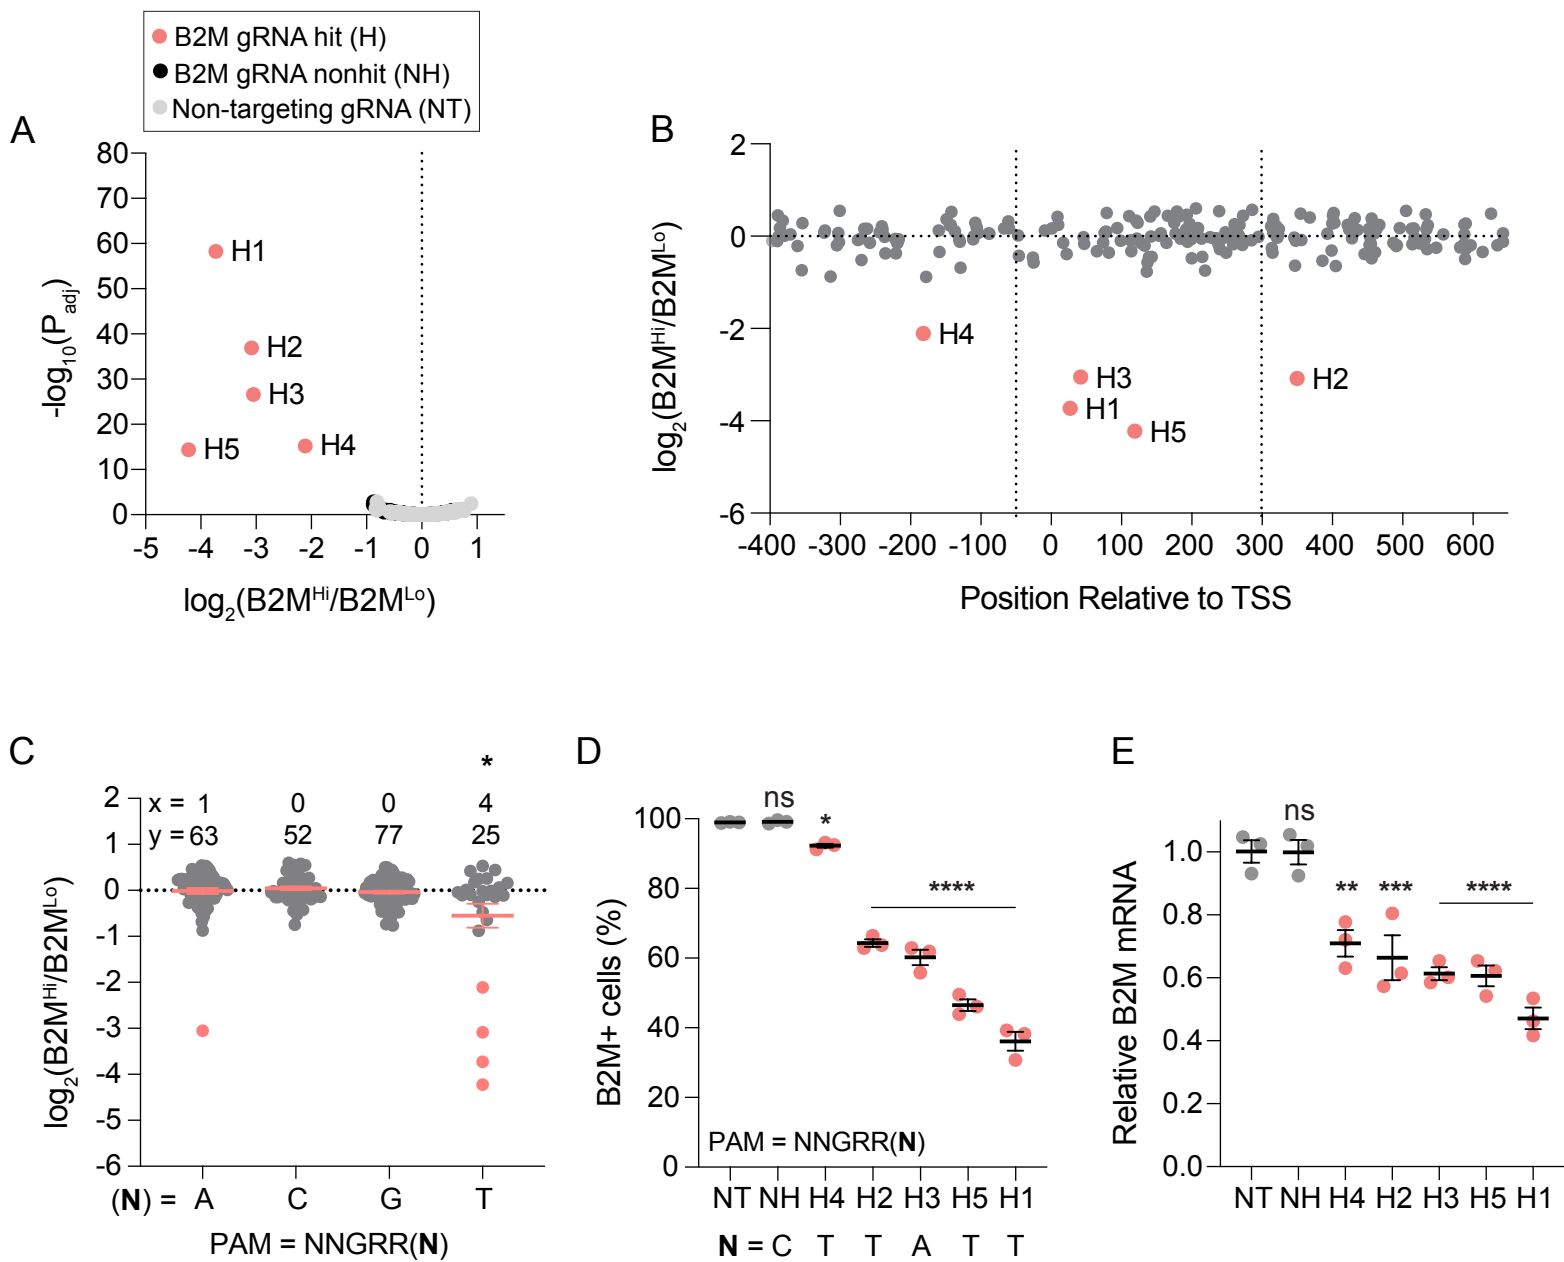 B2M gRNA hit (H)
B2M gRNA nonhit (NH)
Non-targeting gRNA (NT)
A
80
70
60
50
40
30
20
10
0
-log10(Padj)
H1
H2
H3
H5
H4
-5 -4 -3 -2 -1 0 1
log2(B2MHi/B2MLo)
B
2
0
-2
-4
-6
log2(B2MHi/B2MLo)
H4
H3
H1
H5
H2
-400 -300 -200 -100 0 100 200 300 400 500 600
Position Relative to TSS
C
*
x = 1 0 0 4
y = 63 52 77 25
2
1
0
-1
-2
-3
-4
-5
-6
log2(B2MHi/B2MLo)
(N) = A C G T
PAM = NNGRR(N)
D
100
80
60
40
20
0
B2M+ cells (%)
ns
*
****
PAM = NNGRR(N)
NT NH H4 H2 H3 H5 H1
N = C T T A T T
E
1.0
0.8
0.6
0.4
0.2
0.0
Relative B2M mRNA
ns
** *** ****
NT NH H4 H2 H3 H5 H1